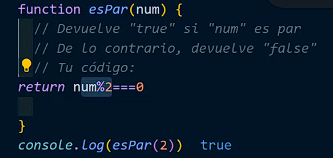 function esPar(num) {
// Devuelve "true" si "num" es par
// De lo contrario, devuelve "false"
// Tu código:
return num%2===0
}
console.log(esPar(2)) true